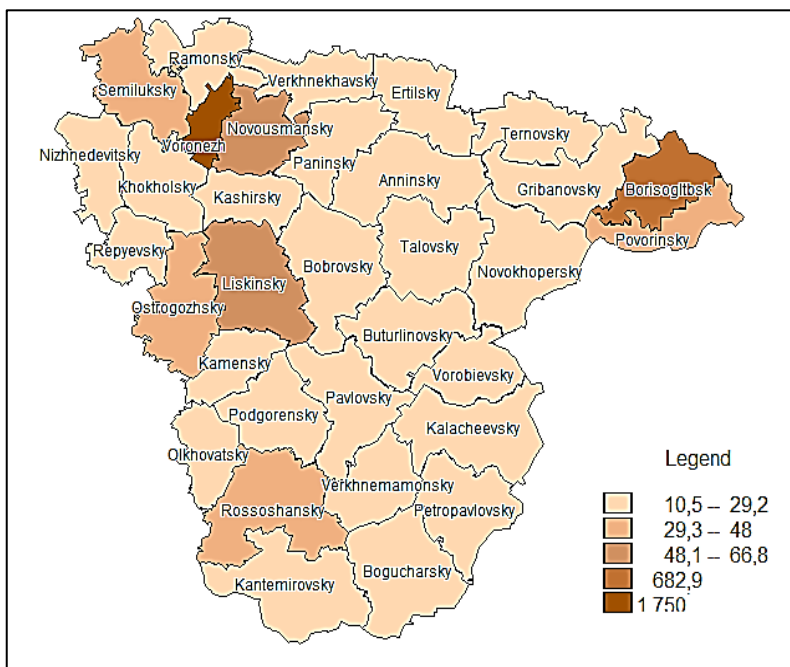 Ramonsky
Semiluksky
Verkhnekhavsky
Ertilsky
Novousmansky
Ternovsky
Voronezh
Nizhnedevitsky
Paninsky
Khokholsky
Anninsky
Gribanovsky
Borisogltbsk
Kashirsky
Povorinsky
Repyevsky
Talovsky
Bobrovsky
Novokhopersky
Liskinsky
Ostrogozhsky
Buturlinovsky
Kamensky
Vorobievsky
Pavlovsky
Podgorensky
Kalacheevsky
Olkhovatsky
Verkhnemamonsky
Rossoshansky
Petropavlovsky
Bogucharsky
Kantemirovsky
Legend
10,5 – 29,2
29,3 – 48
48,1 – 66,8
682,9
1 750